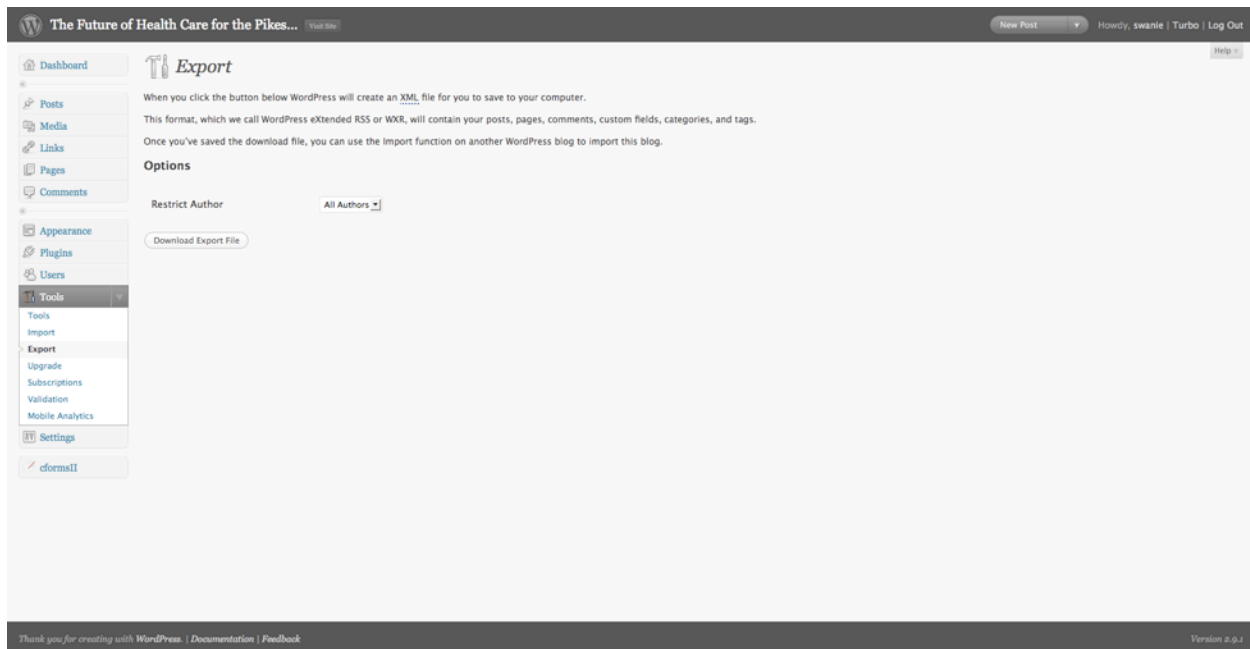 The Future of Health Care for the Pikes... Visit Site
New Post
Howdy, swanie | Turbo | Log Out
Help
Dashboard
Posts
Media
Links
Pages
Comments
Appearance
Plugins
Users
Tools
Tools
Import
Export
Upgrade
Subscriptions
Validation
Mobile Analytics
Settings
cformsII
Export
When you click the button below WordPress will create an XML file for you to save to your computer.
This format, which we call WordPress eXtended RSS or WXR, will contain your posts, pages, comments, custom fields, categories, and tags.
Once you've saved the download file, you can use the Import function on another WordPress blog to import this blog.
Options
Restrict Author All Authors
Download Export File
Thank you for creating with WordPress. | Documentation | Feedback
Version 2.9.1